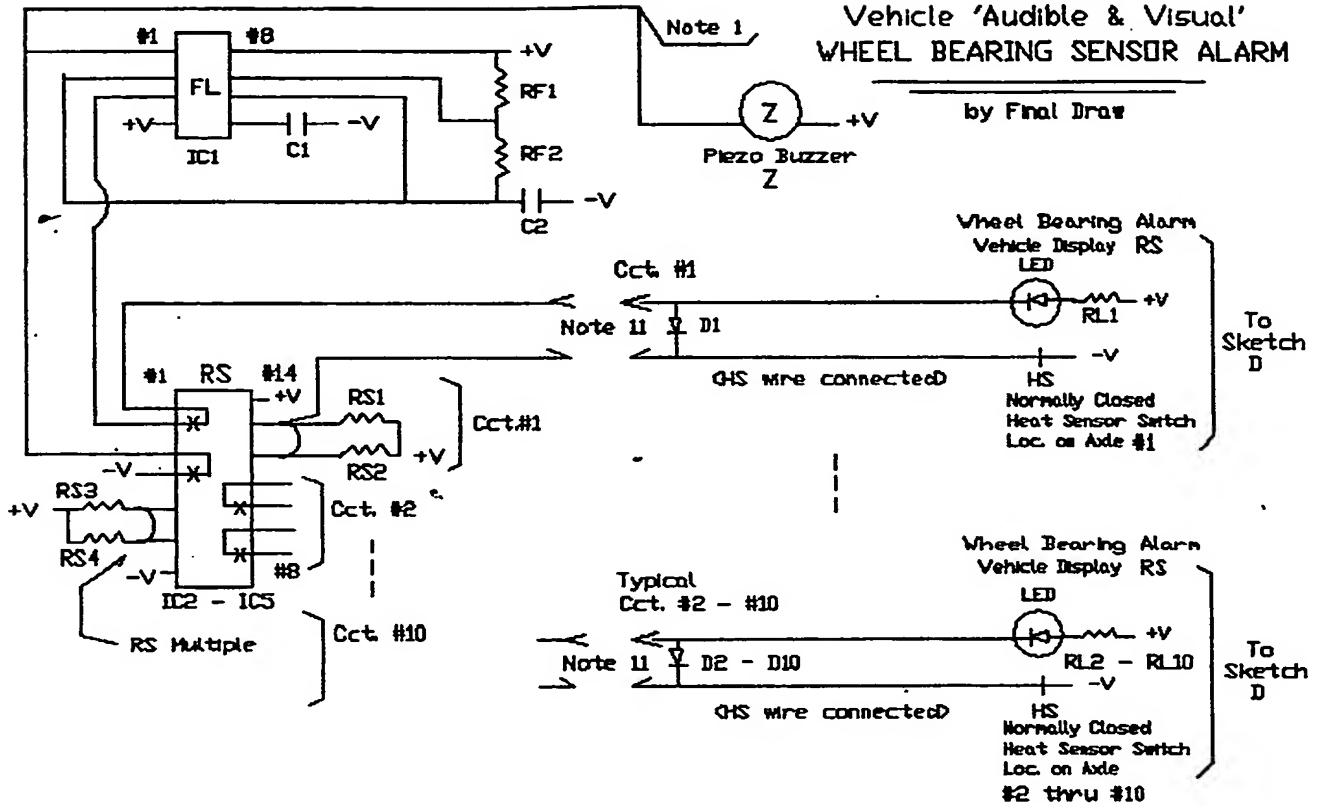 Vehicle 'Audible & Visual'
WHEEL BEARING SENSOR ALARM
by Final Draw
Note 1
#1
#8
FL
+V
+V
IC1
C1
-V
RF1
RF2
C2
-V
Z
+V
Piezo Buzzer
Z
Wheel Bearing Alarm
Vehicle Display RS
LED
Cct. #1
RL1
+V
Note 11
D1
-V
<HS wire connected>
HS
Normally Closed
Heat Sensor Switch
Loc. on Axle #1
To
Sketch
D
#1
RS
#14
+V
X
RS1
RS2
+V
Cct.#1
-V
X
RS3
+V
RS4
-V
X
X
#8
Cct. #2
IC2 - IC5
RS Multiple
Cct. #10
Typical
Cct. #2 - #10
Wheel Bearing Alarm
Vehicle Display RS
LED
+V
RL2 - RL10
Note 11
D2 - D10
-V
<HS wire connected>
HS
Normally Closed
Heat Sensor Switch
Loc. on Axle
#2 thru #10
To
Sketch
D